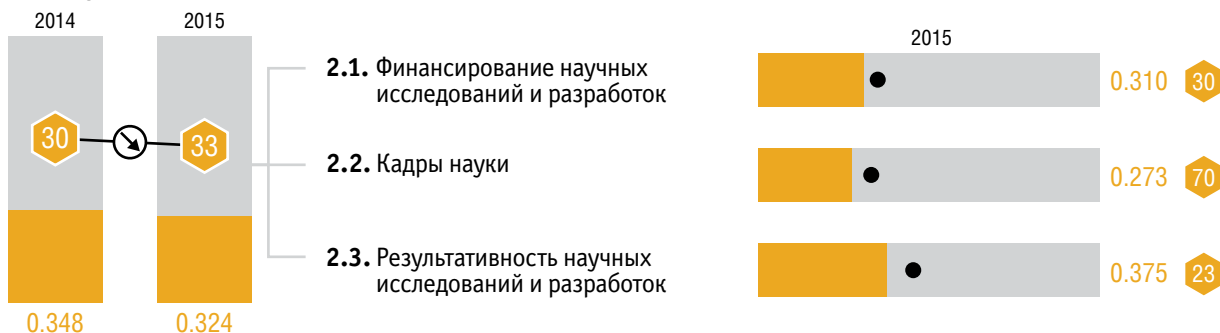 2014
2015
2015
30
33
0.348
0.324
2.1. Финансирование научных
исследований и разработок
0.310
30
2.2. Кадры науки
0.273
70
2.3. Результативность научных
исследований и разработок
0.375
23